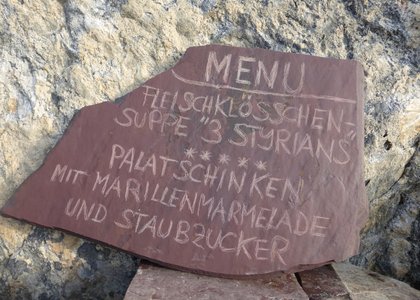 MENU
FLEISCHKLÖSSCHEN-
SUPPE "3 STYRIANS"
****
PALATSCHINKEN
MIT MARILLENMARMELADE
UND STAUBZUCKER